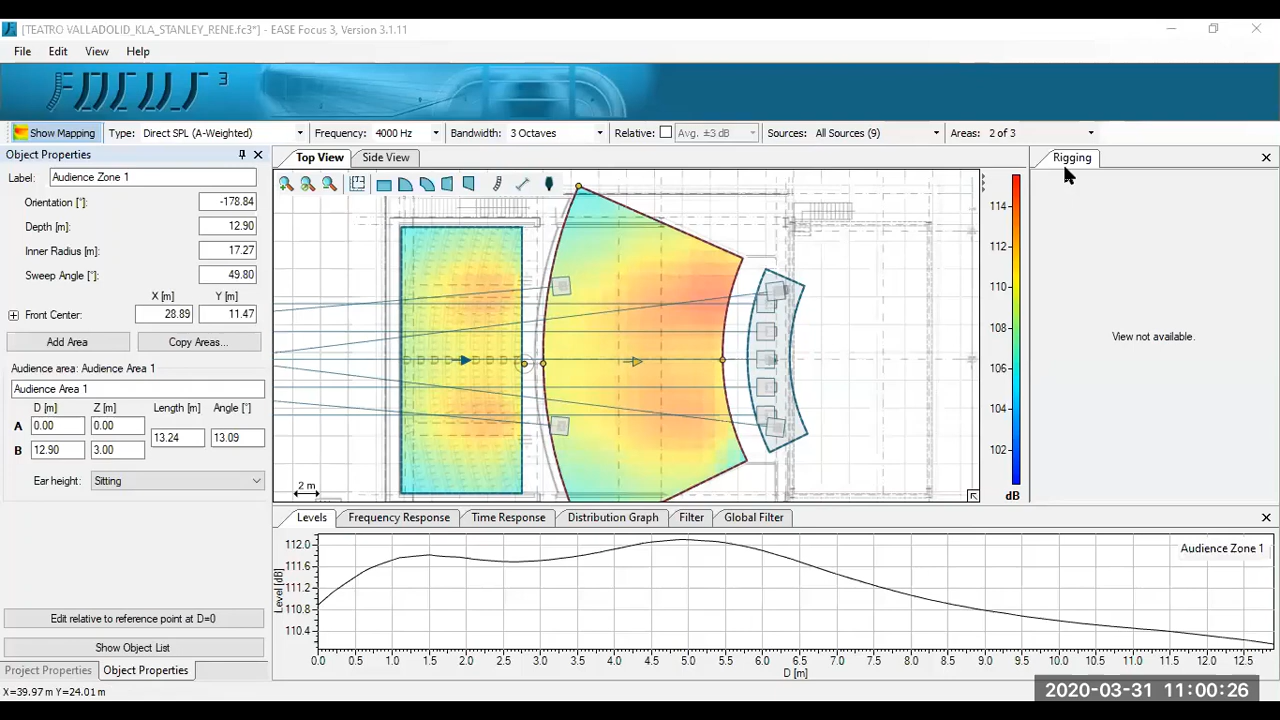 [TEATRO VALLADOLID_KLA_STANLEY_RENE.fc3*] - EASE Focus 3, Version 3.1.11
File Edit View Help
FOCUS 3
Show Mapping Type: Direct SPL (A-Weighted) Frequency: 4000 Hz Bandwidth: 3 Octaves Relative: Avg. ±3 dB Sources: All Sources (9) Areas: 2 of 3
Object Properties
Label: Audience Zone 1
Orientation [°]: -178.84
Depth [m]: 12.90
Inner Radius [m]: 17.27
Sweep Angle [°]: 49.80
X [m] Y [m]
Front Center: 28.89 11.47
Add Area Copy Areas...
Audience area: Audience Area 1
Audience Area 1
D [m] Z [m] Length [m] Angle [°]
A 0.00 0.00
13.24 13.09
B 12.90 3.00
Ear height: Sitting
Edit relative to reference point at D=0
Show Object List
Project Properties Object Properties
X=39.97 m Y=24.01 m
Top View Side View
2 m
114
112
110
108
106
104
102
dB
Rigging
View not available.
Levels Frequency Response Time Response Distribution Graph Filter Global Filter
Audience Zone 1
Level [dB]
112.0
111.6
111.2
110.8
110.4
0.0 0.5 1.0 1.5 2.0 2.5 3.0 3.5 4.0 4.5 5.0 5.5 6.0 6.5 7.0 7.5 8.0 8.5 9.0 9.5 10.0 10.5 11.0 11.5 12.0 12.5
D [m]
2020-03-31 11:00:26